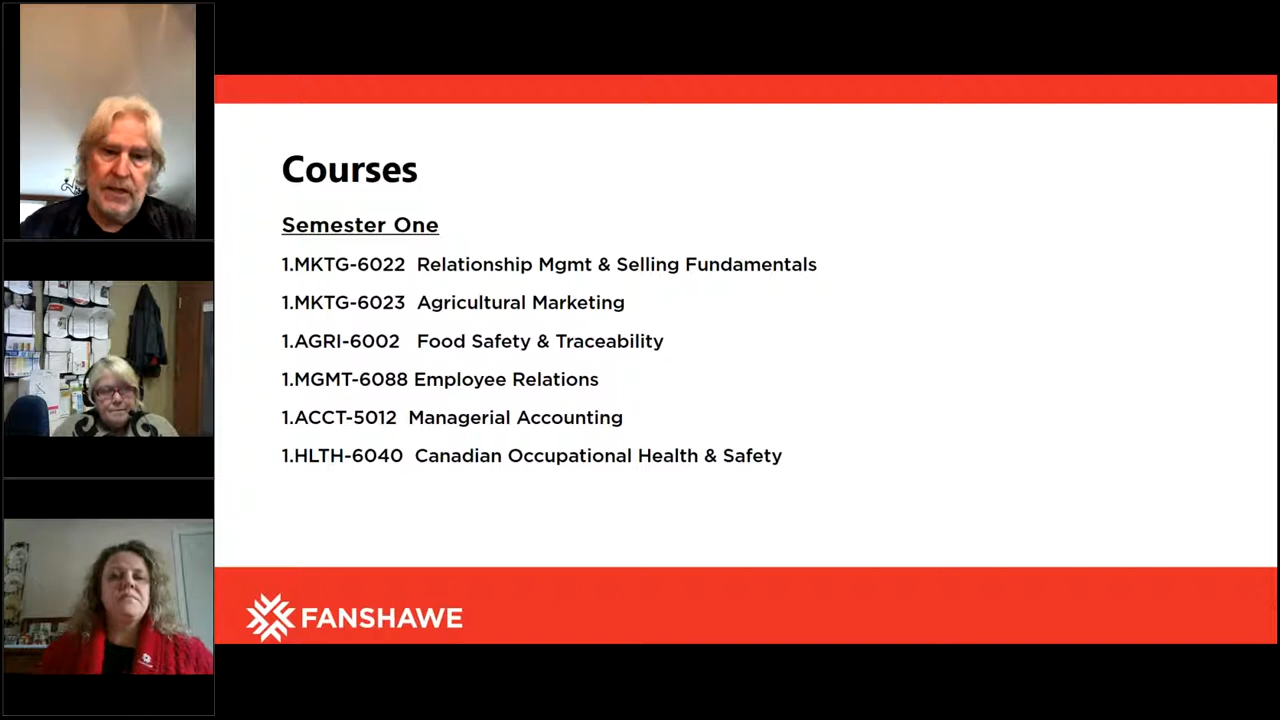 Courses
Semester One
1.MKTG-6022 Relationship Mgmt & Selling Fundamentals
1.MKTG-6023 Agricultural Marketing
1.AGRI-6002 Food Safety & Traceability
1.MGMT-6088 Employee Relations
1.ACCT-5012 Managerial Accounting
1.HLTH-6040 Canadian Occupational Health & Safety
FANSHAWE